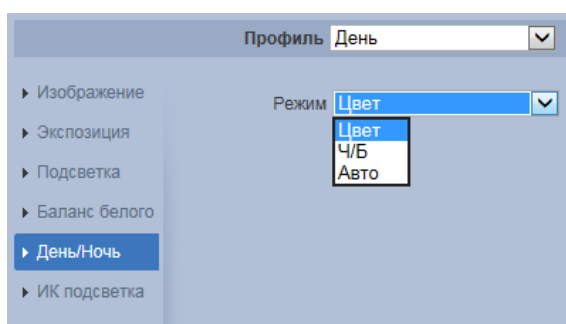 Профиль День
Изображение
Режим Цвет
Экспозиция
Цвет
Ч/Б
Подсветка
Авто
Баланс белого
День/Ночь
ИК подсветка